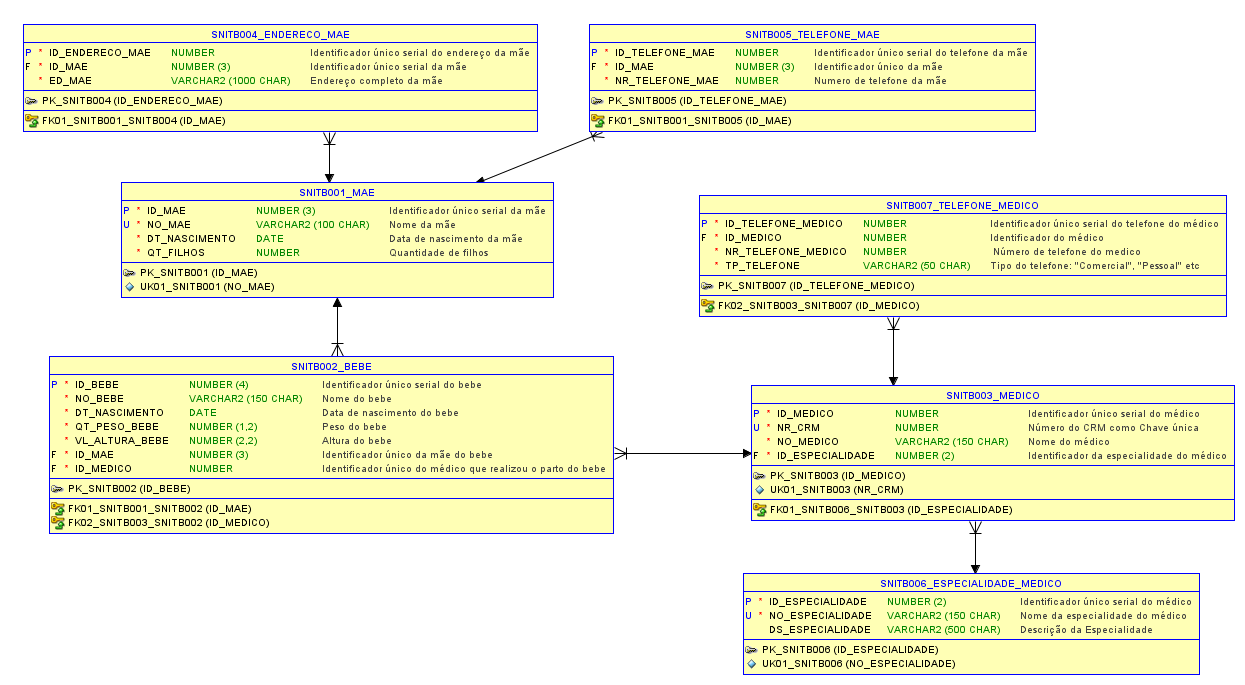 SNITB004_ENDERECO_MAE
P * ID_ENDERECO_MAE NUMBER Identificador único serial do endereço da mãe
F * ID_MAE NUMBER (3) Identificador único serial da mãe
* ED_MAE VARCHAR2 (1000 CHAR) Endereço completo da mãe
PK_SNITB004 (ID_ENDERECO_MAE)
FK01_SNITB001_SNITB004 (ID_MAE)
SNITB005_TELEFONE_MAE
P * ID_TELEFONE_MAE NUMBER Identificador único serial do telefone da mãe
F * ID_MAE NUMBER (3) Identificador único da mãe
* NR_TELEFONE_MAE NUMBER Numero de telefone da mãe
PK_SNITB005 (ID_TELEFONE_MAE)
FK01_SNITB001_SNITB005 (ID_MAE)
SNITB001_MAE
P * ID_MAE NUMBER (3) Identificador único serial da mãe
U * NO_MAE VARCHAR2 (100 CHAR) Nome da mãe
* DT_NASCIMENTO DATE Data de nascimento da mãe
* QT_FILHOS NUMBER Quantidade de filhos
PK_SNITB001 (ID_MAE)
UK01_SNITB001 (NO_MAE)
SNITB007_TELEFONE_MEDICO
P * ID_TELEFONE_MEDICO NUMBER Identificador único serial do telefone do médico
F * ID_MEDICO NUMBER Identificador do médico
* NR_TELEFONE_MEDICO NUMBER Número de telefone do medico
* TP_TELEFONE VARCHAR2 (50 CHAR) Tipo do telefone: "Comercial", "Pessoal" etc
PK_SNITB007 (ID_TELEFONE_MEDICO)
FK02_SNITB003_SNITB007 (ID_MEDICO)
SNITB002_BEBE
P * ID_BEBE NUMBER (4) Identificador único serial do bebe
* NO_BEBE VARCHAR2 (150 CHAR) Nome do bebe
* DT_NASCIMENTO DATE Data de nascimento do bebe
* QT_PESO_BEBE NUMBER (1,2) Peso do bebe
* VL_ALTURA_BEBE NUMBER (2,2) Altura do bebe
F * ID_MAE NUMBER (3) Identificador único da mãe do bebe
F * ID_MEDICO NUMBER Identificador único do médico que realizou o parto do bebe
PK_SNITB002 (ID_BEBE)
FK01_SNITB001_SNITB002 (ID_MAE)
FK02_SNITB003_SNITB002 (ID_MEDICO)
SNITB003_MEDICO
P * ID_MEDICO NUMBER Identificador único serial do médico
U * NR_CRM NUMBER Número do CRM como Chave única
* NO_MEDICO VARCHAR2 (150 CHAR) Nome do médico
F * ID_ESPECIALIDADE NUMBER (2) Identificador da especialidade do médico
PK_SNITB003 (ID_MEDICO)
UK01_SNITB003 (NR_CRM)
FK01_SNITB006_SNITB003 (ID_ESPECIALIDADE)
SNITB006_ESPECIALIDADE_MEDICO
P * ID_ESPECIALIDADE NUMBER (2) Identificador único serial do médico
U * NO_ESPECIALIDADE VARCHAR2 (150 CHAR) Nome da especialidade do médico
DS_ESPECIALIDADE VARCHAR2 (500 CHAR) Descrição da Especialidade
PK_SNITB006 (ID_ESPECIALIDADE)
UK01_SNITB006 (NO_ESPECIALIDADE)